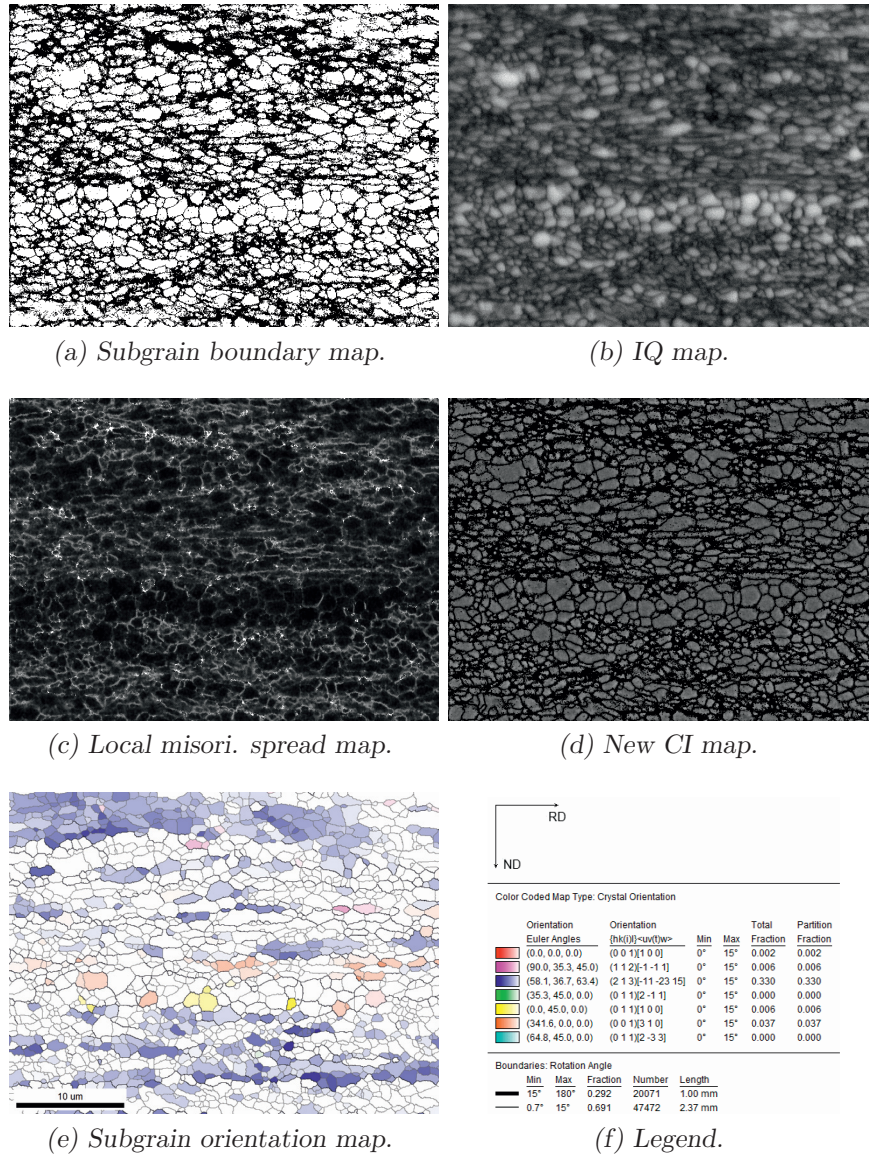 (a) Subgrain boundary map.
(b) IQ map.
(c) Local misori. spread map.
(d) New CI map.
10 um
(e) Subgrain orientation map.
RD
ND
Color Coded Map Type: Crystal Orientation
Orientation Orientation Total Partition
Euler Angles {hk(i)l}<uv(t)w> Min Max Fraction Fraction
(0.0, 0.0, 0.0) (0 0 1)[1 0 0] 0° 15° 0.002 0.002
(90.0, 35.3, 45.0) (1 1 2)[-1 -1 1] 0° 15° 0.006 0.006
(58.1, 36.7, 63.4) (2 1 3)[-11 -23 15] 0° 15° 0.330 0.330
(35.3, 45.0, 0.0) (0 1 1)[2 -1 1] 0° 15° 0.000 0.000
(0.0, 45.0, 0.0) (0 1 1)[1 0 0] 0° 15° 0.006 0.006
(341.6, 0.0, 0.0) (0 0 1)[3 1 0] 0° 15° 0.037 0.037
(64.8, 45.0, 0.0) (0 1 1)[2 -3 3] 0° 15° 0.000 0.000
Boundaries: Rotation Angle
Min Max Fraction Number Length
15° 180° 0.292 20071 1.00 mm
0.7° 15° 0.691 47472 2.37 mm
(f) Legend.